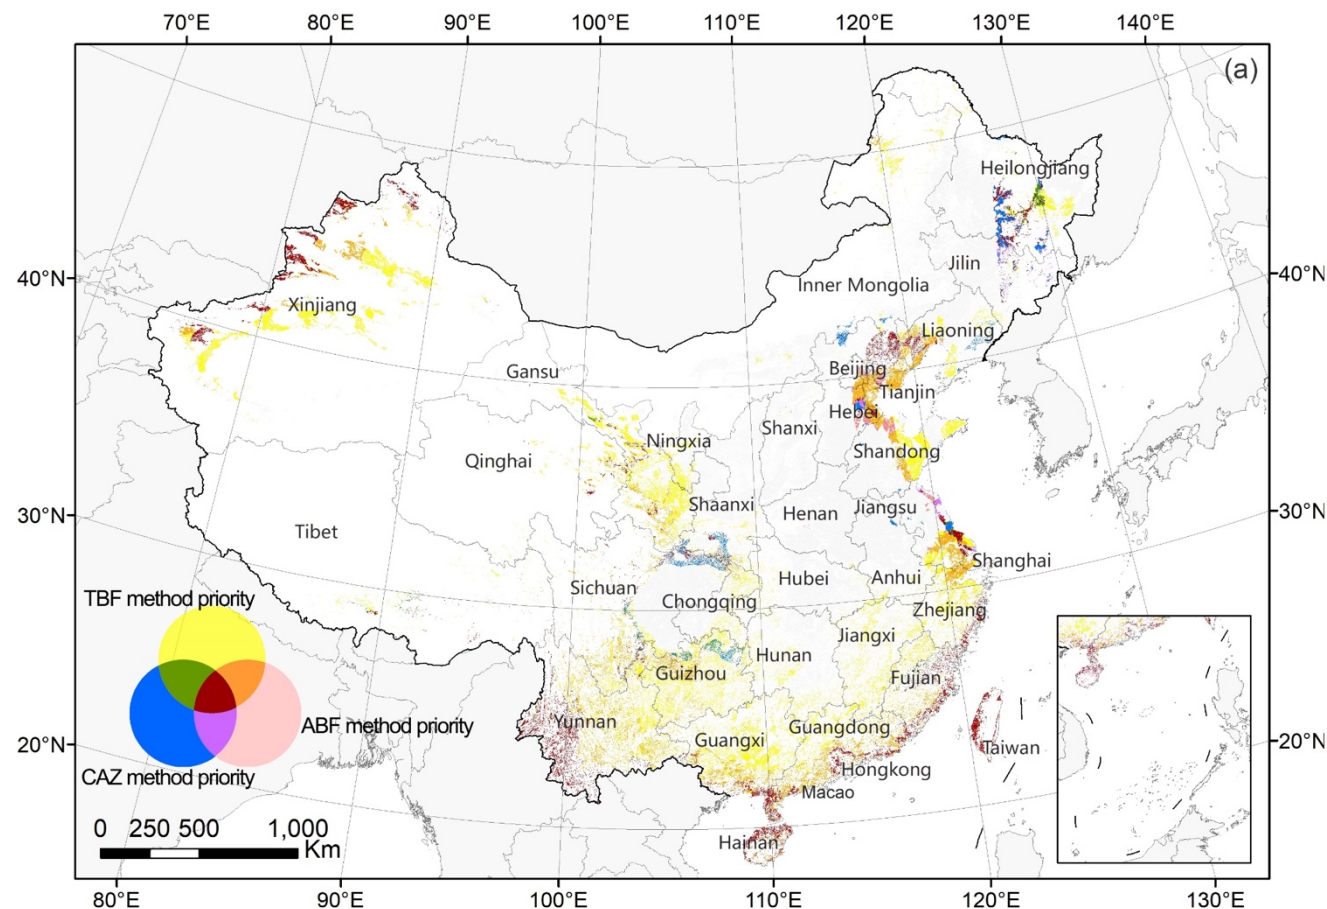 70°E 80°E 90°E 100°E 110°E 120°E 130°E 140°E
(a)
Heilongjiang
Jilin
40°N 40°N
Inner Mongolia
Xinjiang
Liaoning
Gansu
Beijing
Tianjin
Hebei
Shanxi
Ningxia
Shandong
Qinghai
Shaanxi
Henan
Jiangsu
30°N 30°N
Tibet
Shanghai
Sichuan
Hubei
Anhui
TBF method priority
Chongqing
Zhejiang
Jiangxi
Hunan
Guizhou
Fujian
ABF method priority
Yunnan
Guangdong
Guangxi
20°N 20°N
Taiwan
CAZ method priority
Hongkong
Macao
0 250 500 1,000
Km
Hainan
80°E 90°E 100°E 110°E 120°E 130°E